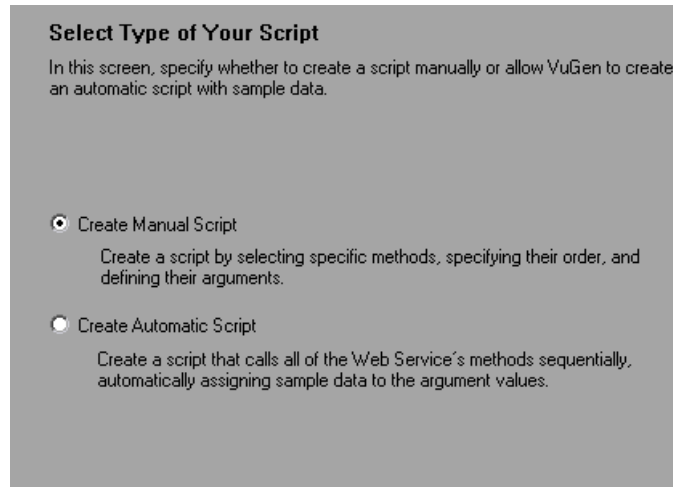 Select Type of Your Script
In this screen, specify whether to create a script manually or allow VuGen to create
an automatic script with sample data.
Create Manual Script
Create a script by selecting specific methods, specifying their order, and
defining their arguments.
Create Automatic Script
Create a script that calls all of the Web Service's methods sequentially,
automatically assigning sample data to the argument values.